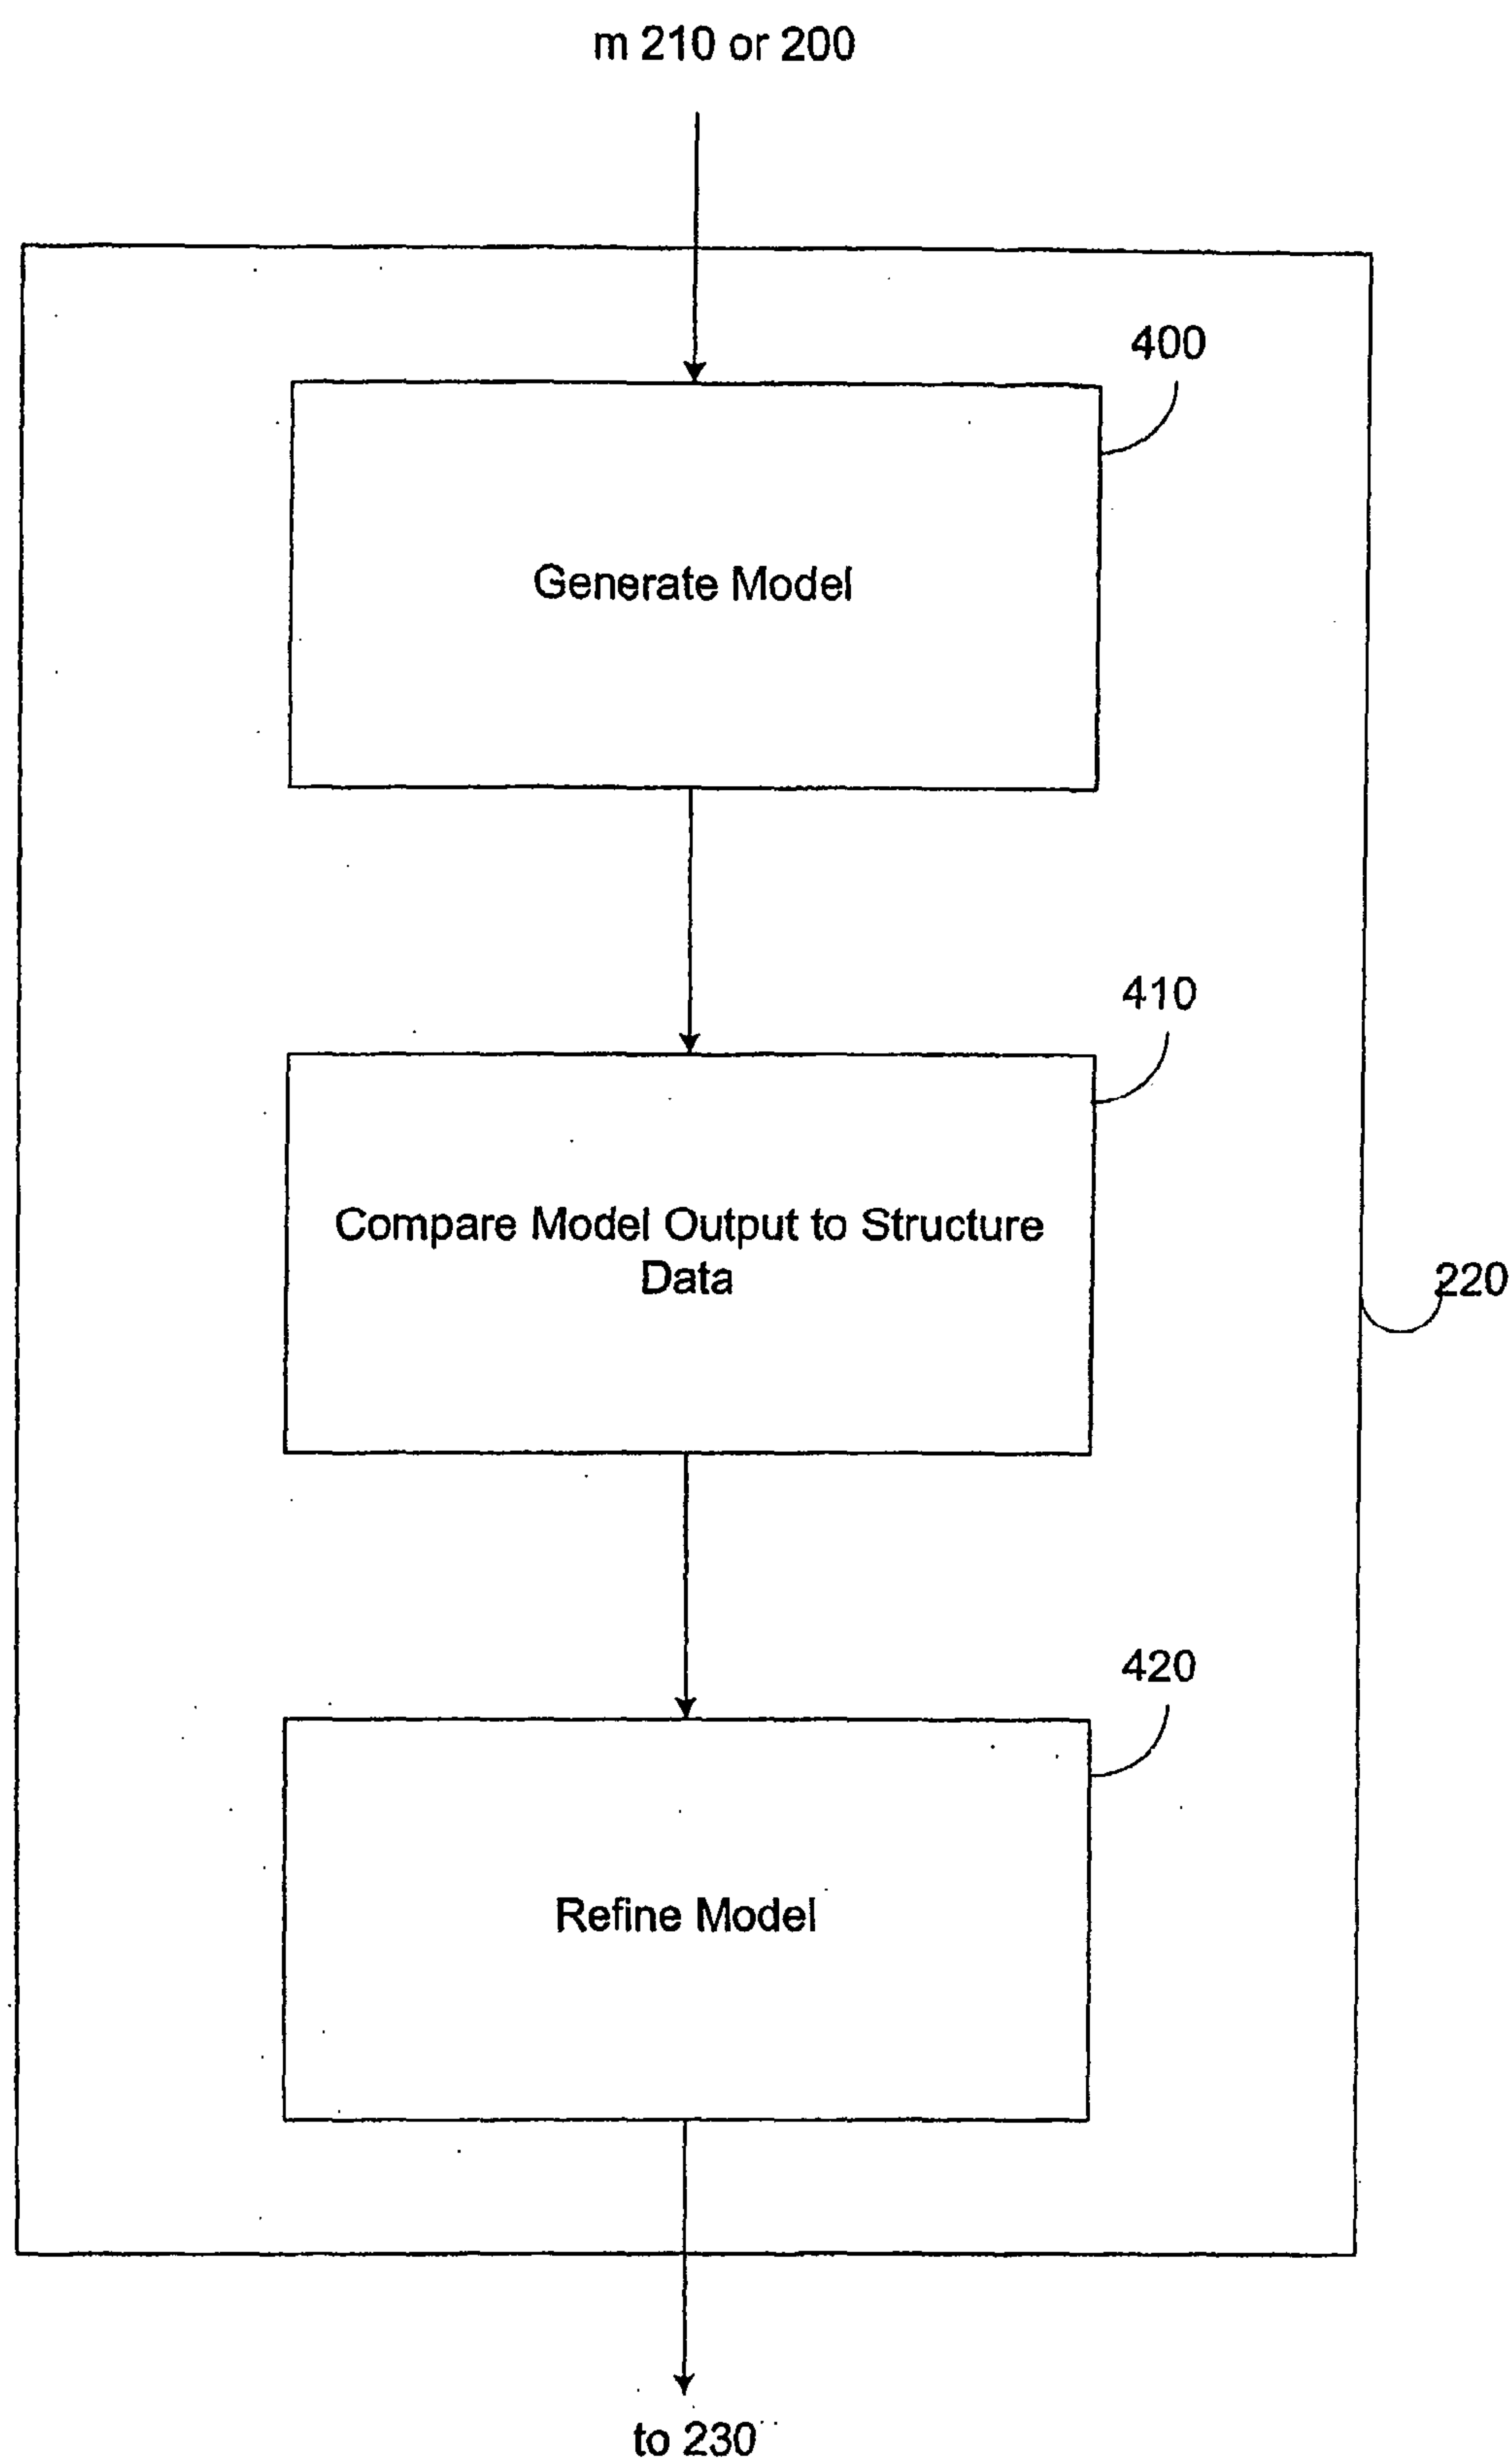 m 210 or 200
400
Generate Model
410
Compare Model Output to Structure
Data
220
420
Refine Model
to 230